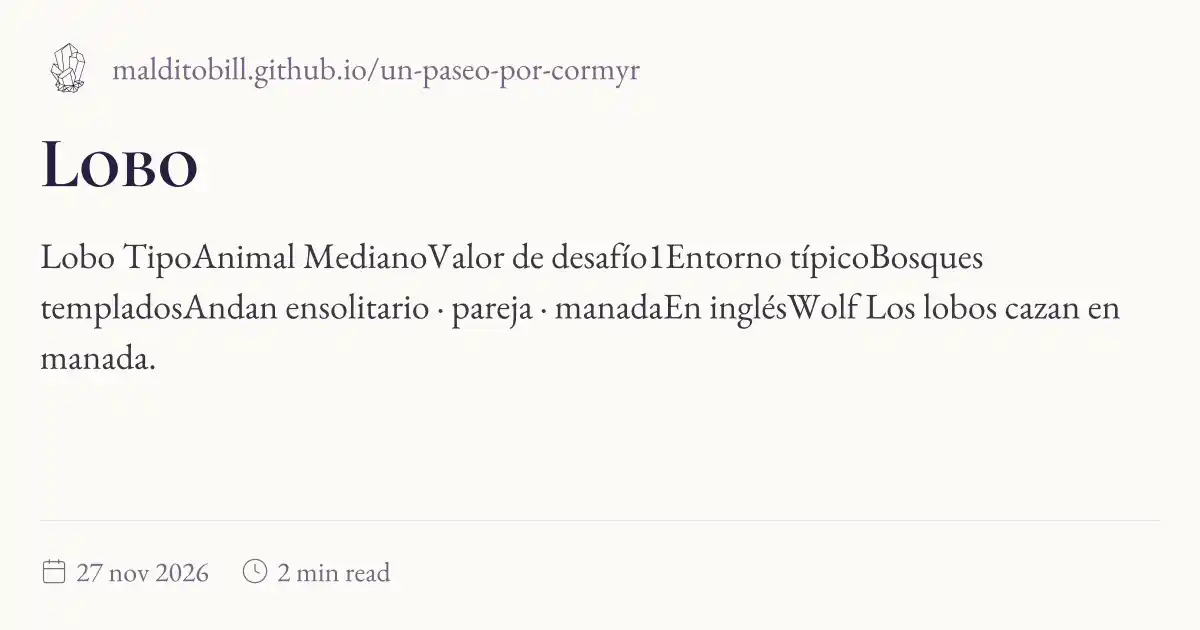 malditobill.github.io/un-paseo-por-cormyr
Lobo
Lobo TipoAnimal MedianoValor de desafío1Entorno típicoBosques
templadosAndan ensolitario · pareja · manadaEn inglésWolf Los lobos cazan en
manada.
27 nov 2026 2 min read